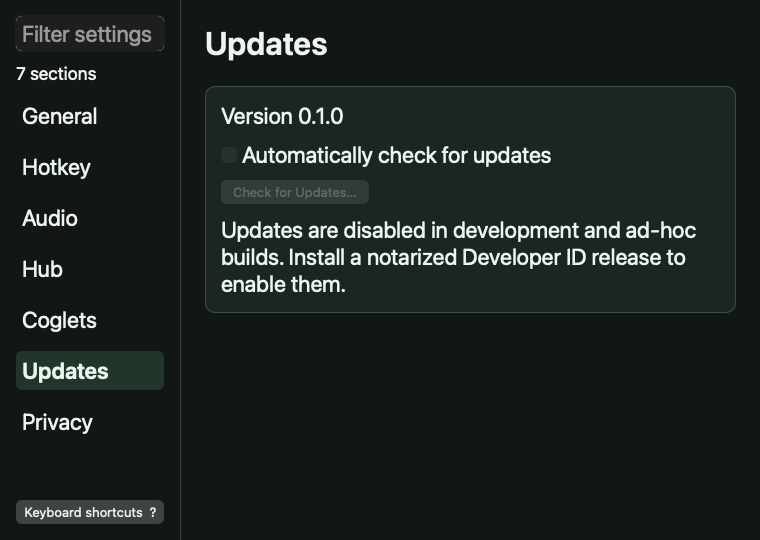 Filter settings
7 sections
General
Hotkey
Audio
Hub
Coglets
Updates
Privacy
Keyboard shortcuts ?
Updates
Version 0.1.0
Automatically check for updates
Check for Updates...
Updates are disabled in development and ad-hoc
builds. Install a notarized Developer ID release to
enable them.